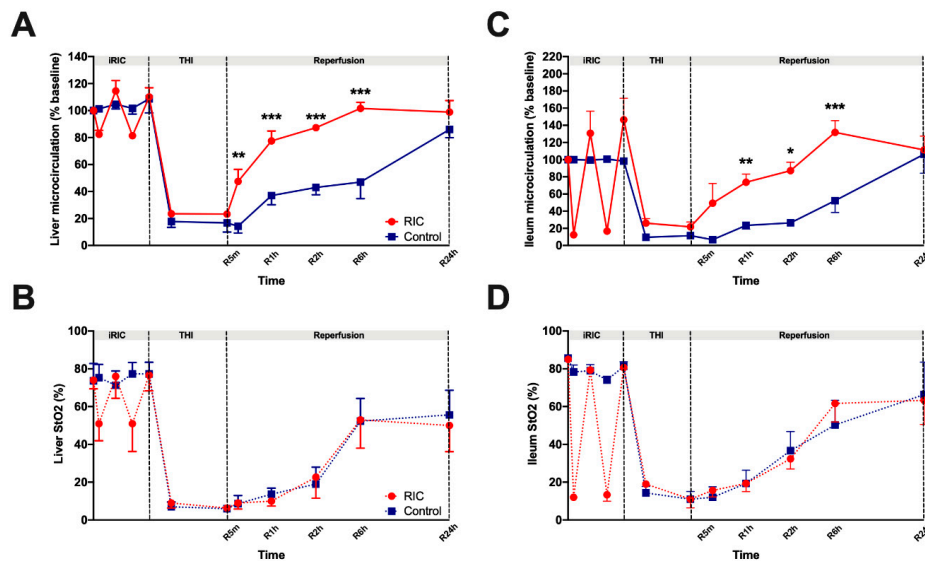 A
Liver microcirculation (% baseline)
iRIC THI Reperfusion
140
120
100
80
60
40
20
0
** *** *** ***
RIC
Control
R5m R1h R2h R6h R24h
Time
C
Ileum microcirculation (% baseline)
iRIC THI Reperfusion
220
200
180
160
140
120
100
80
60
40
20
0
** * ***
R5m R1h R2h R6h R24
Time
B
Liver StO2 (%)
iRIC THI Reperfusion
100
80
60
40
20
0
RIC
Control
R5m R1h R2h R6h R24h
Time
D
Ileum StO2 (%)
iRIC THI Reperfusion
100
80
60
40
20
0
R5m R1h R2h R6h R24
Time